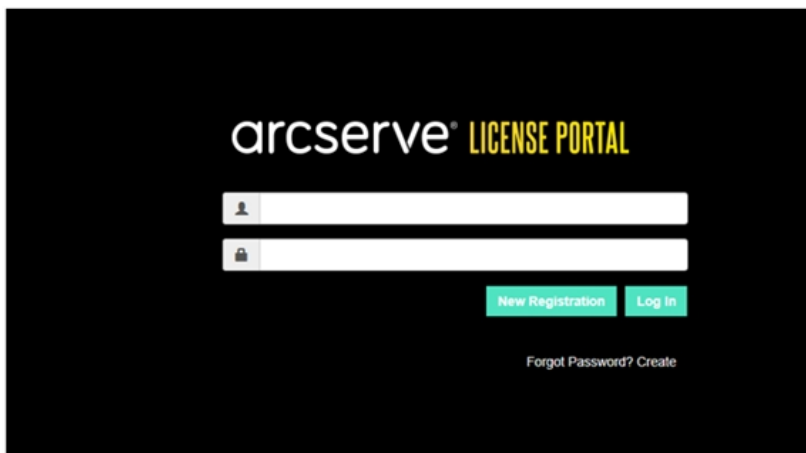 arcserve® LICENSE PORTAL
New Registration Log In
Forgot Password? Create